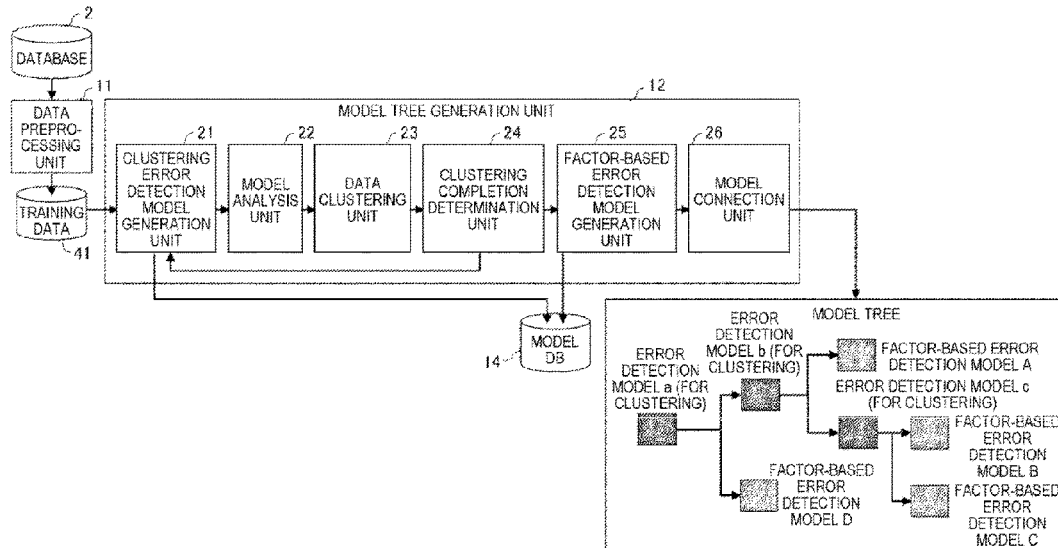 2
DATABASE
11
DATA
PREPRO-
CESSING
UNIT
TRAINING
DATA
41
12
MODEL TREE GENERATION UNIT
21
CLUSTERING
ERROR
DETECTION
MODEL
GENERATION
UNIT
22
MODEL
ANALYSIS
UNIT
23
DATA
CLUSTERING
UNIT
24
CLUSTERING
COMPLETION
DETERMINATION
UNIT
25
FACTOR-BASED
ERROR
DETECTION
MODEL
GENERATION
UNIT
26
MODEL
CONNECTION
UNIT
14
MODEL
DB
MODEL TREE
ERROR
DETECTION
MODEL a (FOR
CLUSTERING)
ERROR
DETECTION
MODEL b (FOR
CLUSTERING)
FACTOR-BASED ERROR
DETECTION MODEL A
ERROR DETECTION MODEL c
(FOR CLUSTERING)
FACTOR-BASED
ERROR
DETECTION
MODEL B
FACTOR-BASED
ERROR
DETECTION
MODEL D
FACTOR-BASED
ERROR
DETECTION
MODEL C